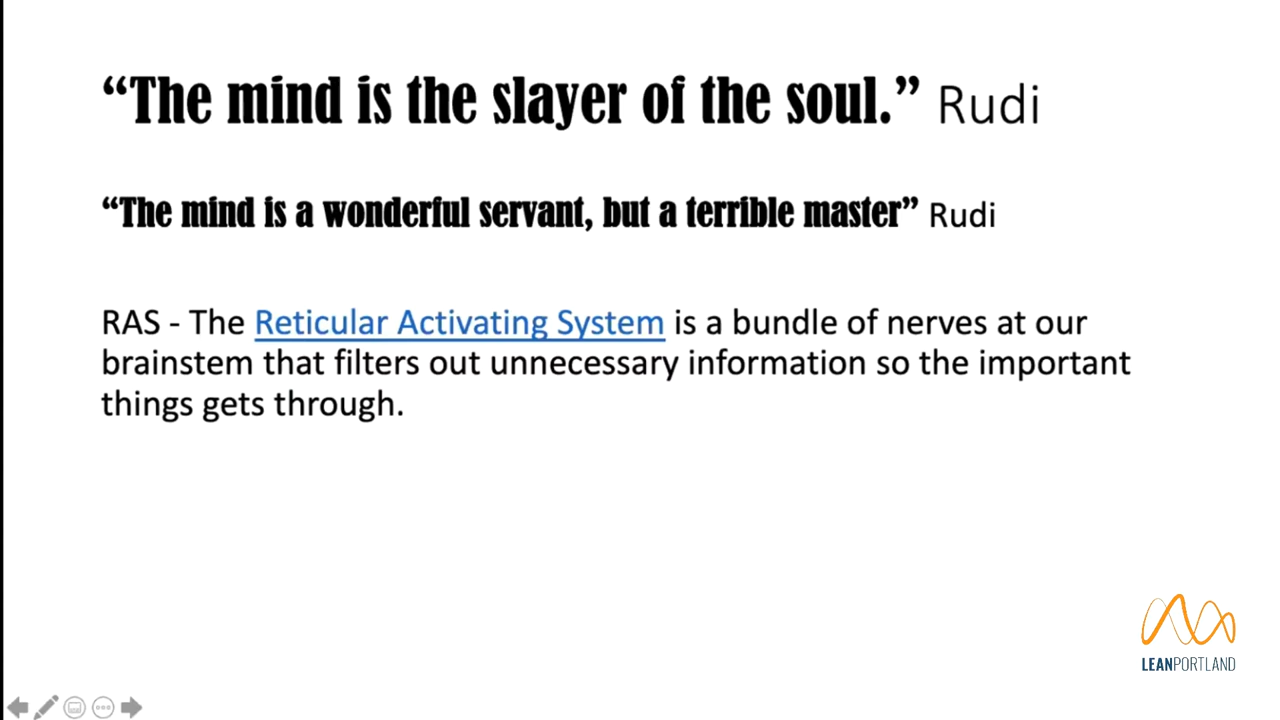 “The mind is the slayer of the soul.” Rudi
“The mind is a wonderful servant, but a terrible master” Rudi
RAS - The Reticular Activating System is a bundle of nerves at our
brainstem that filters out unnecessary information so the important
things gets through.
LEANPORTLAND